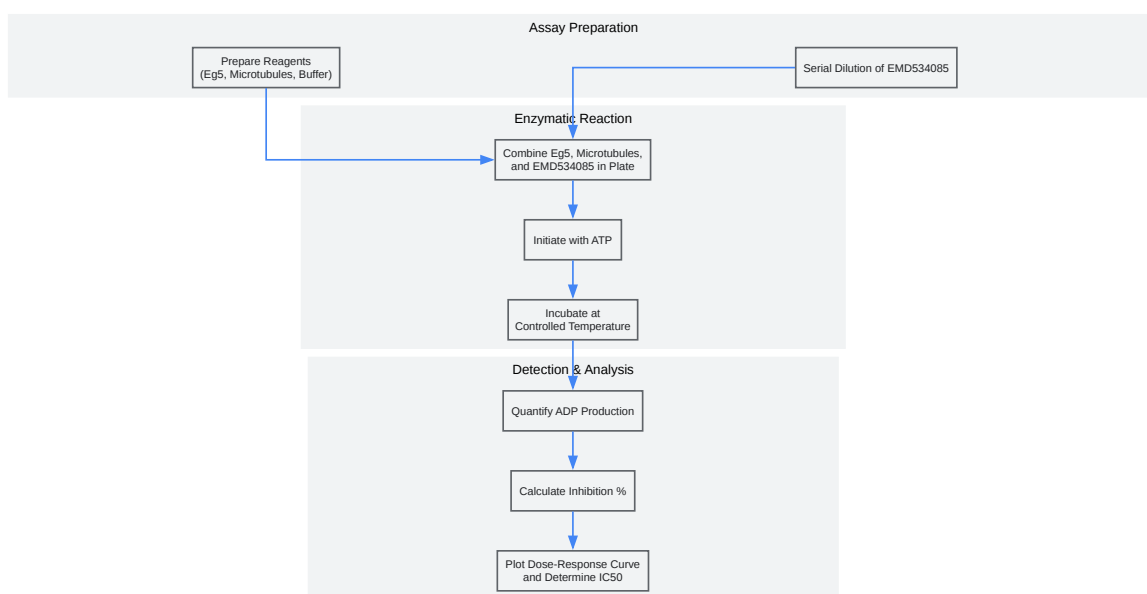 Assay Preparation
Prepare Reagents
(Eg5, Microtubules, Buffer)
Serial Dilution of EMD534085
Enzymatic Reaction
Combine Eg5, Microtubules,
and EMD534085 in Plate
Initiate with ATP
Incubate at
Controlled Temperature
Detection & Analysis
Quantify ADP Production
Calculate Inhibition %
Plot Dose-Response Curve
and Determine IC50